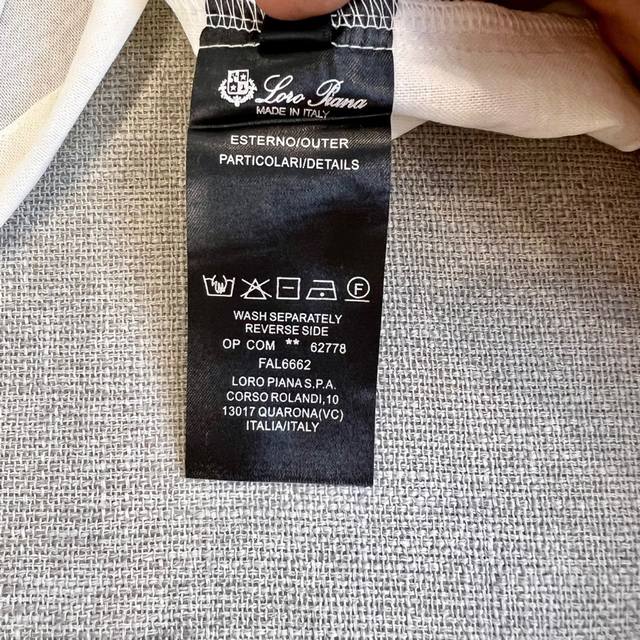 Loro Piana
MADE IN ITALY
ESTERNO/OUTER
PARTICOLARI/DETAILS
F
WASH SEPARATELY
REVERSE SIDE
OP COM ** 62778
FAL6662
LORO PIANA S.P.A.
CORSO ROLANDI,10
13017 QUARONA(VC)
ITALIA/ITALY